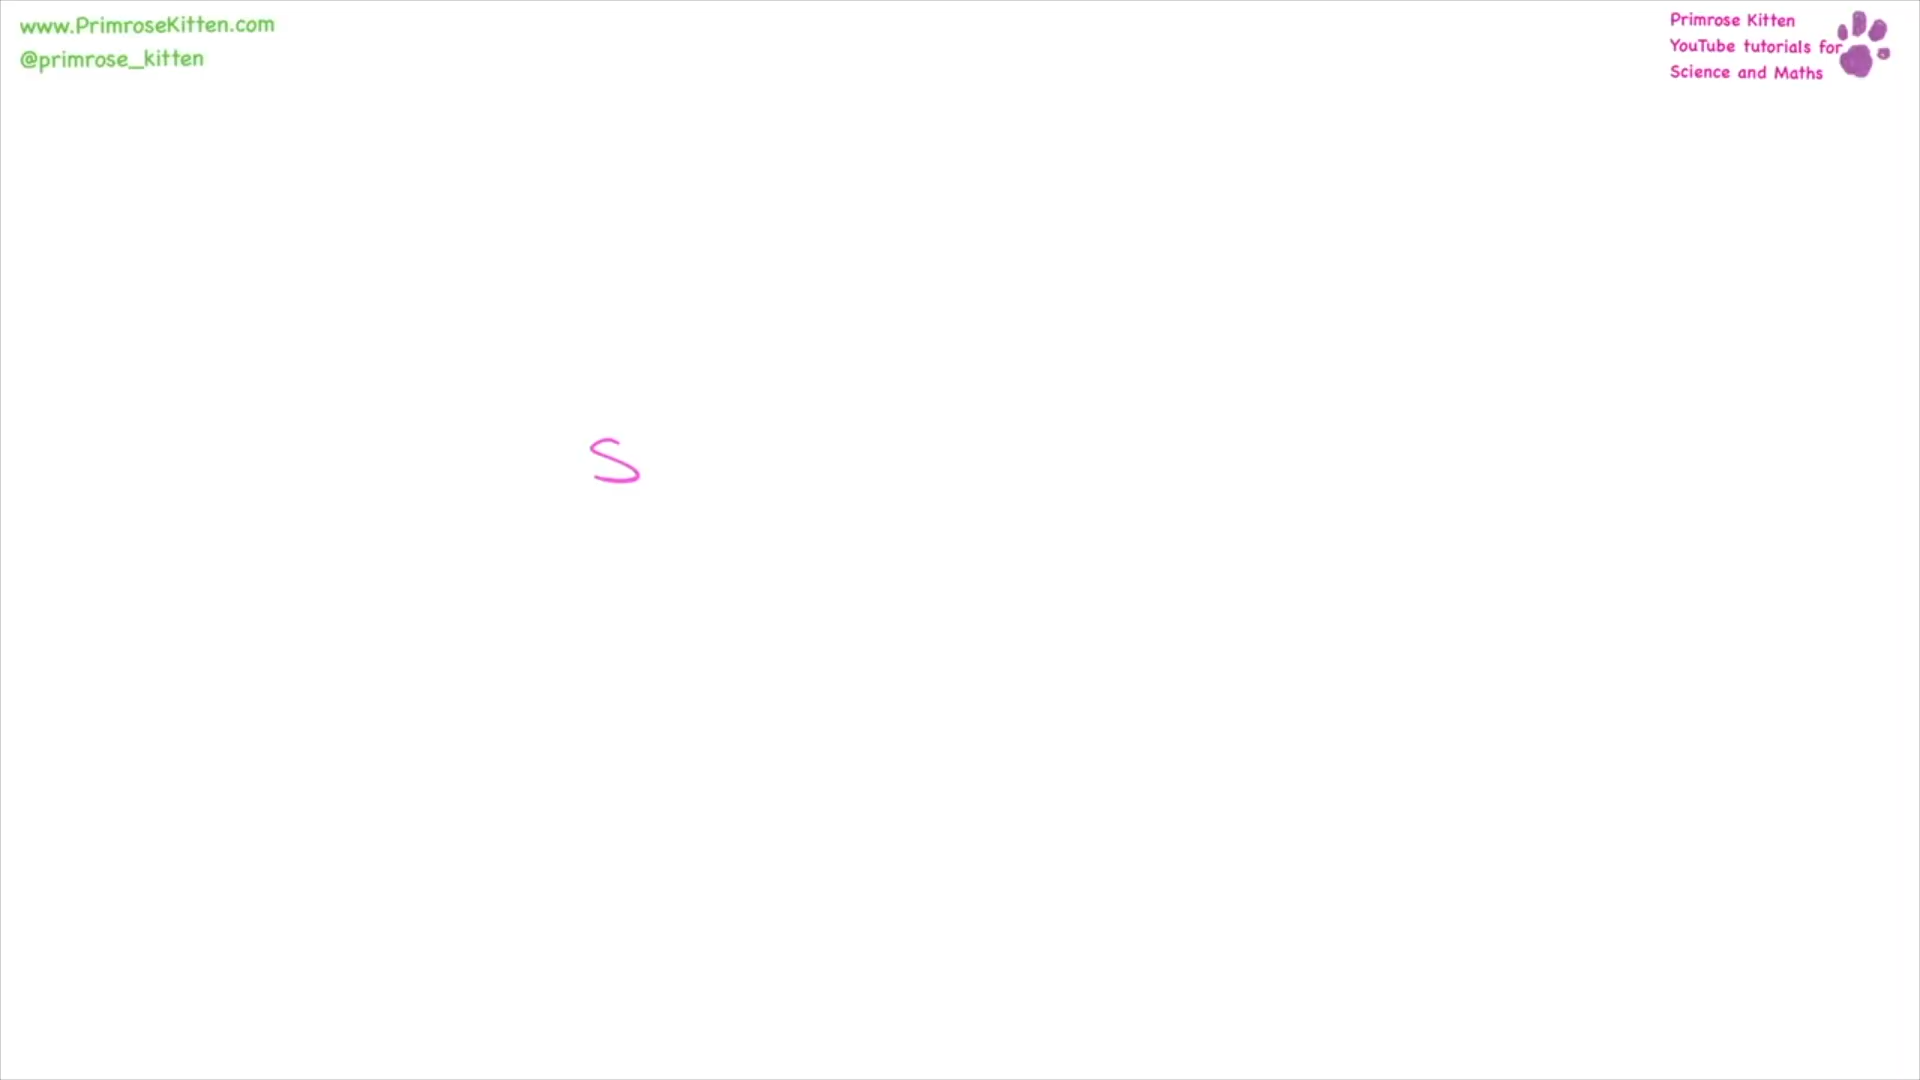 www.PrimroseKitten.com
@primrose_kitten
Primrose Kitten
YouTube tutorials for
Science and Maths
S